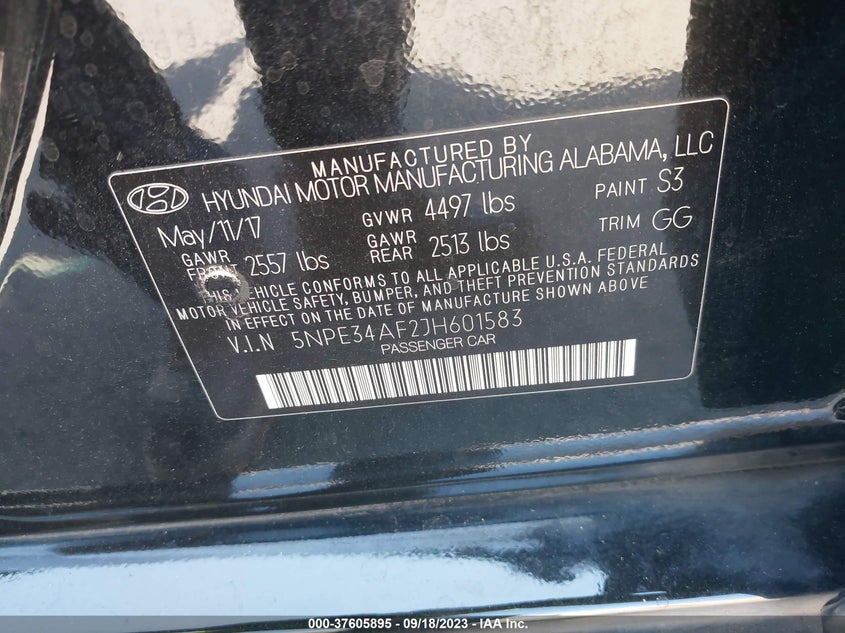 MANUFACTURED BY
HYUNDAI MOTOR MANUFACTURING ALABAMA, LLC
May/11/17 GVWR 4497 lbs PAINT S3
GAWR FRONT 2557 lbs GAWR REAR 2513 lbs TRIM GG
THIS VEHICLE CONFORMS TO ALL APPLICABLE U.S.A. FEDERAL
MOTOR VEHICLE SAFETY, BUMPER, AND THEFT PREVENTION STANDARDS
IN EFFECT ON THE DATE OF MANUFACTURE SHOWN ABOVE
V.I.N 5NPE34AF2JH601583
PASSENGER CAR
000-37605895 - 09/18/2023 - IAA Inc.